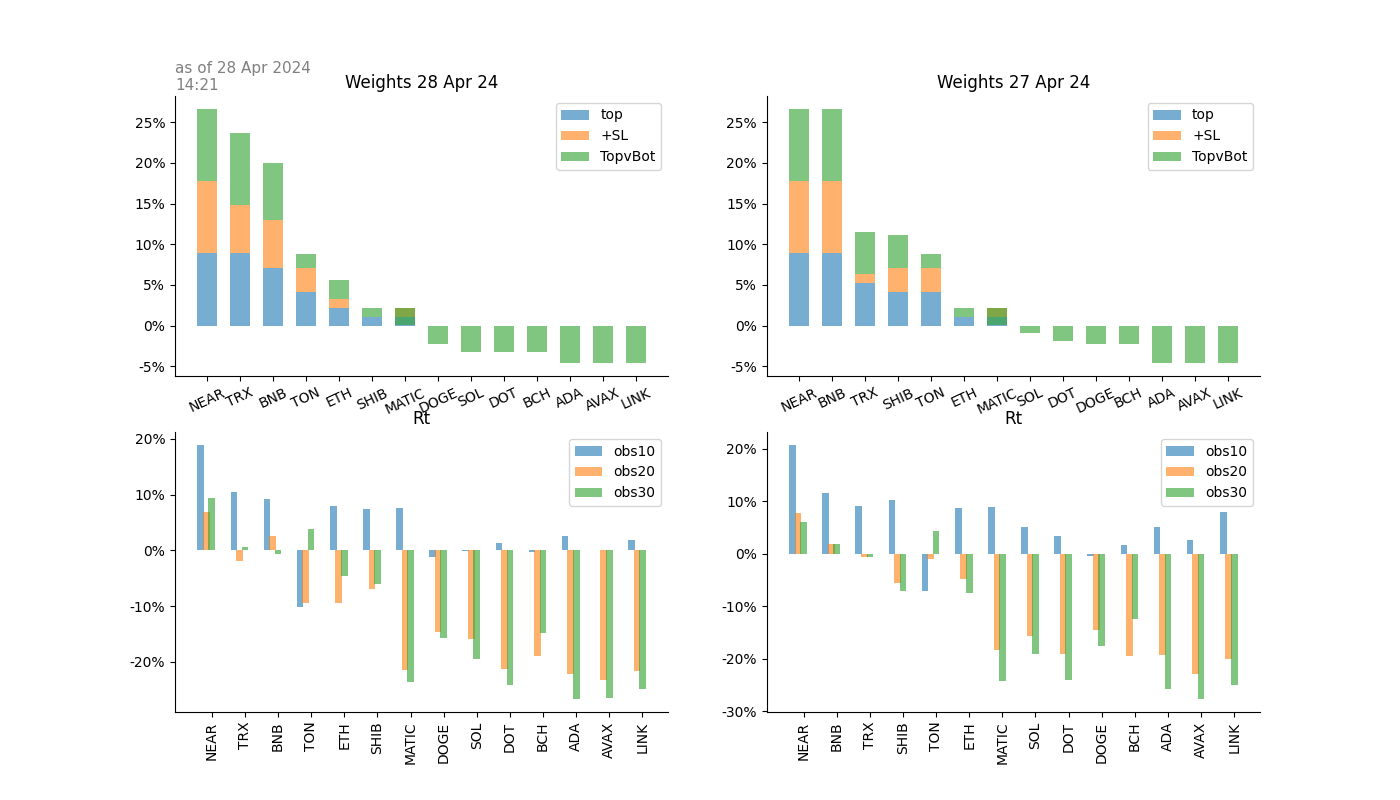 as of 28 Apr 2024
14:21
Weights 28 Apr 24
25%
20%
15%
10%
5%
0%
-5%
top
+SL
TopvBot
NEAR TRX BNB TON ETH SHIB MATIC DOGE SOL DOT BCH ADA AVAX LINK
Weights 27 Apr 24
25%
20%
15%
10%
5%
0%
-5%
top
+SL
TopvBot
NEAR BNB TRX SHIB TON ETH MATIC SOL DOT DOGE BCH ADA AVAX LINK
Rt
20%
10%
0%
-10%
-20%
obs10
obs20
obs30
NEAR TRX BNB TON ETH SHIB MATIC DOGE SOL DOT BCH ADA AVAX LINK
Rt
20%
10%
0%
-10%
-20%
-30%
obs10
obs20
obs30
NEAR BNB TRX SHIB TON ETH MATIC SOL DOT DOGE BCH ADA AVAX LINK